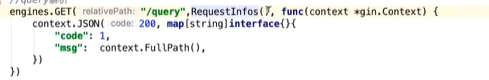 engines.GET( relativePath: "/query",RequestInfos(), func(context *gin.Context) {
context.JSON( code: 200, map[string]interface{}{
"code": 1,
"msg": context.FullPath(),
})
})